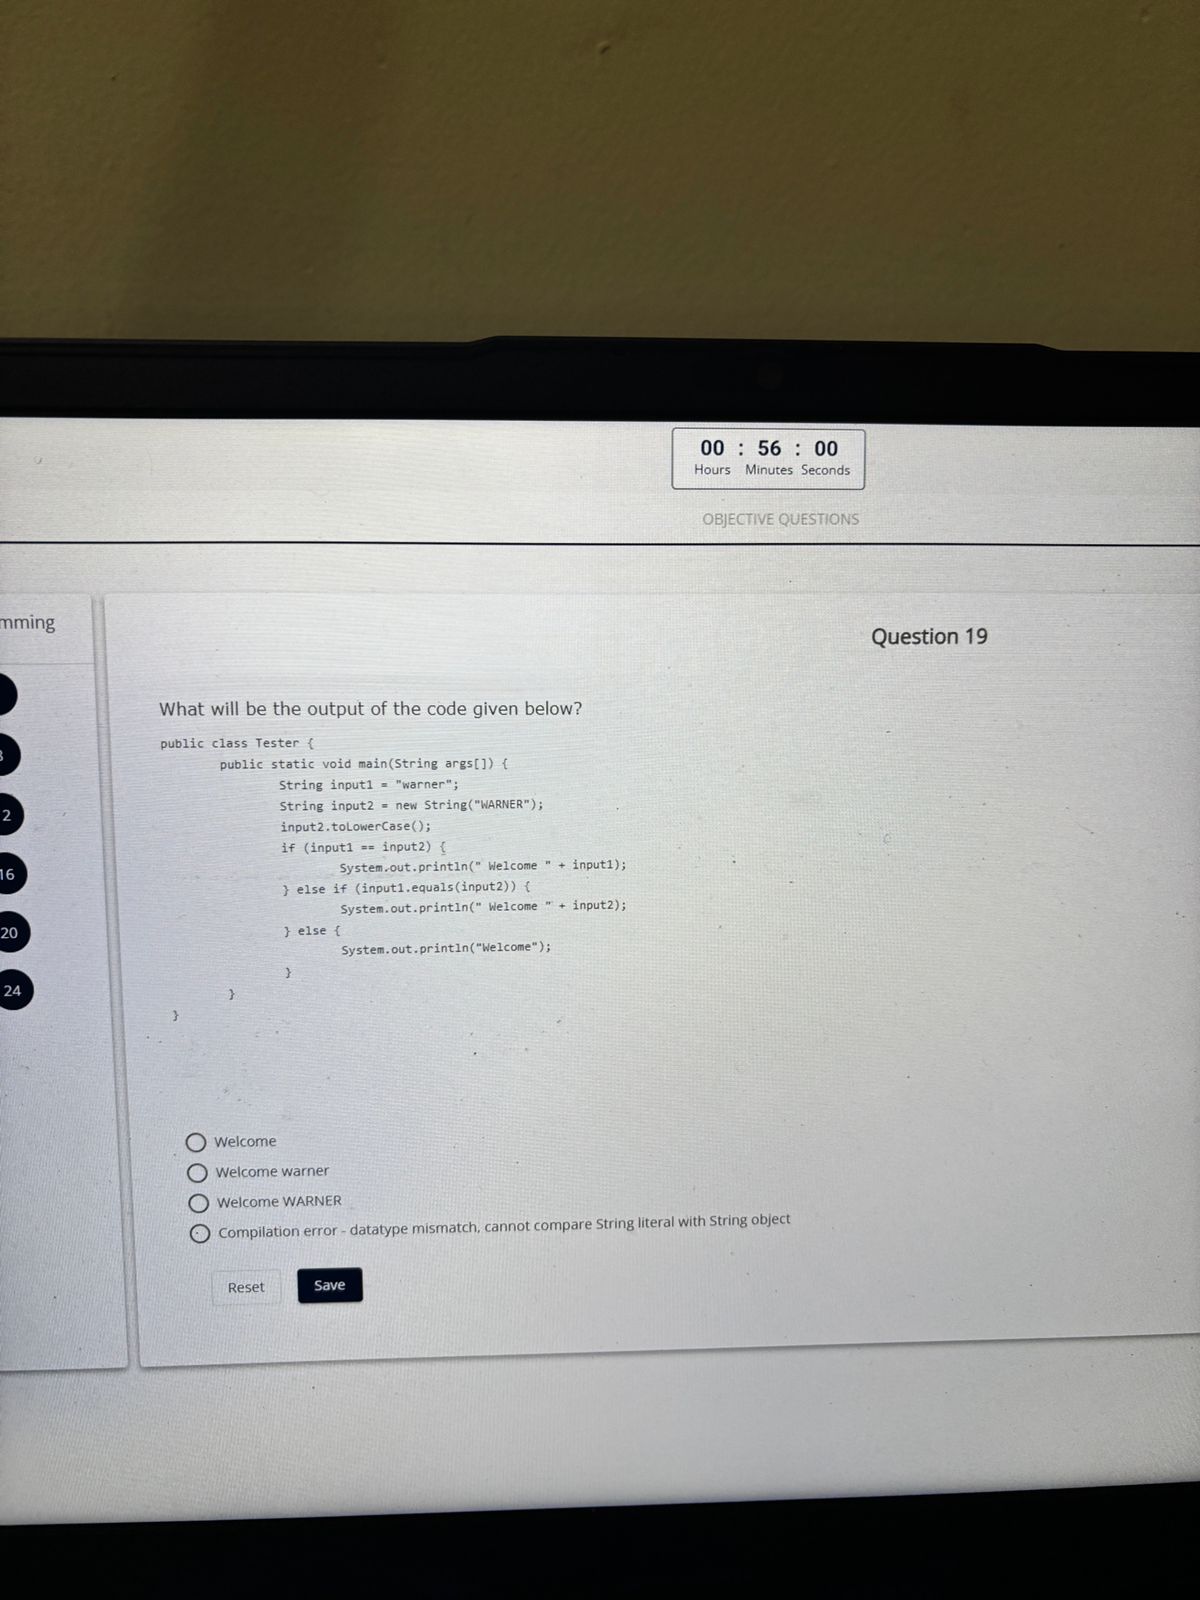 00 : 56 : 00
Hours Minutes Seconds
OBJECTIVE QUESTIONS
mming
2
16
20
24
Question 19
What will be the output of the code given below?
public class Tester {
public static void main(String args[]) {
String input1 = "warner";
String input2 = new String("WARNER");
input2.toLowerCase();
if (input1 == input2) {
System.out.println(" Welcome " + input1);
} else if (input1.equals(input2)) {
System.out.println(" Welcome " + input2);
} else {
System.out.println("Welcome");
}
}
}
Welcome
Welcome warner
Welcome WARNER
Compilation error - datatype mismatch, cannot compare String literal with String object
Reset Save